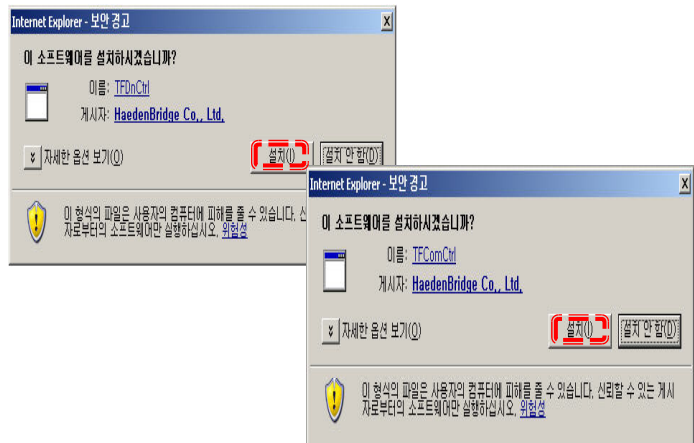 Internet Explorer - 보안 경고
이 소프트웨어를 설치하시겠습니까?
이름: TFDnCtrl
게시자: HaedenBridge Co., Ltd.
자세한 옵션 보기(O)
설치(I)
설치 안 함(D)
이 형식의 파일은 사용자의 컴퓨터에 피해를 줄 수 있습니다. 신
자로부터의 소프트웨어만 실행하십시오. 위험성
Internet Explorer - 보안 경고
이 소프트웨어를 설치하시겠습니까?
이름: TFComCtrl
게시자: HaedenBridge Co., Ltd.
자세한 옵션 보기(O)
설치(I)
설치 안 함(D)
이 형식의 파일은 사용자의 컴퓨터에 피해를 줄 수 있습니다. 신뢰할 수 있는 게시
자로부터의 소프트웨어만 실행하십시오. 위험성